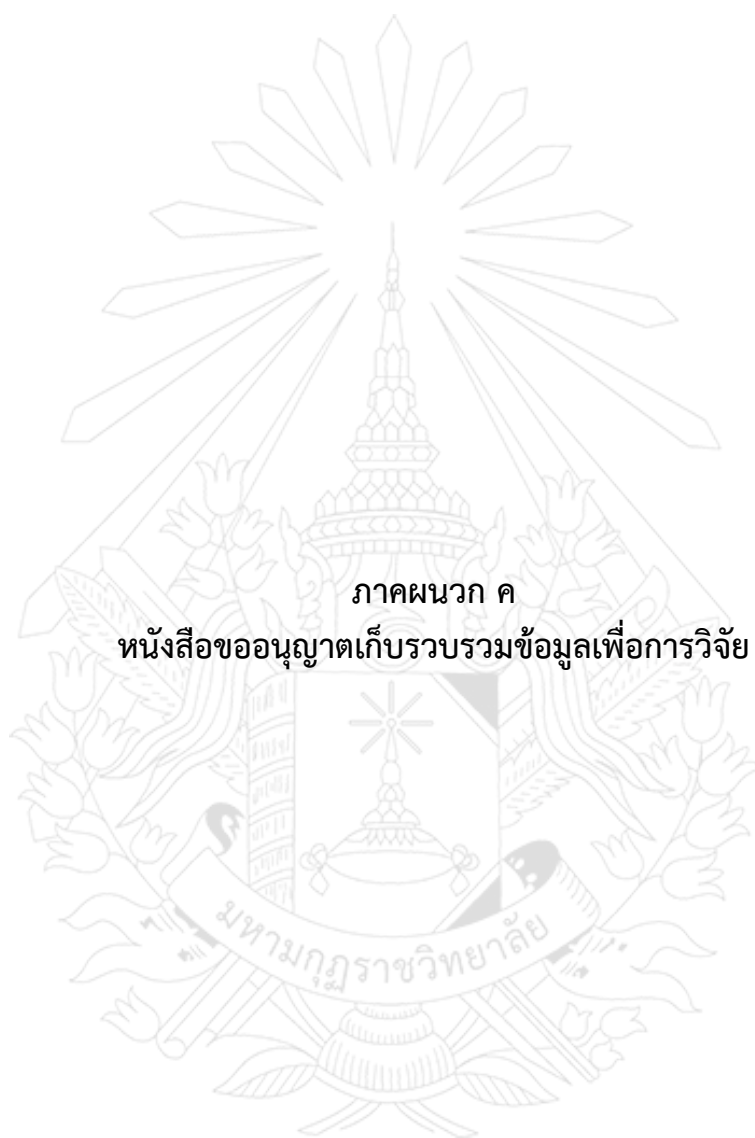 ภาคผนวก ค
หนังสือขออนุญาตเก็บรวบรวมข้อมูลเพื่อการวิจัย
มหามกุฏราชวิทยาลัย